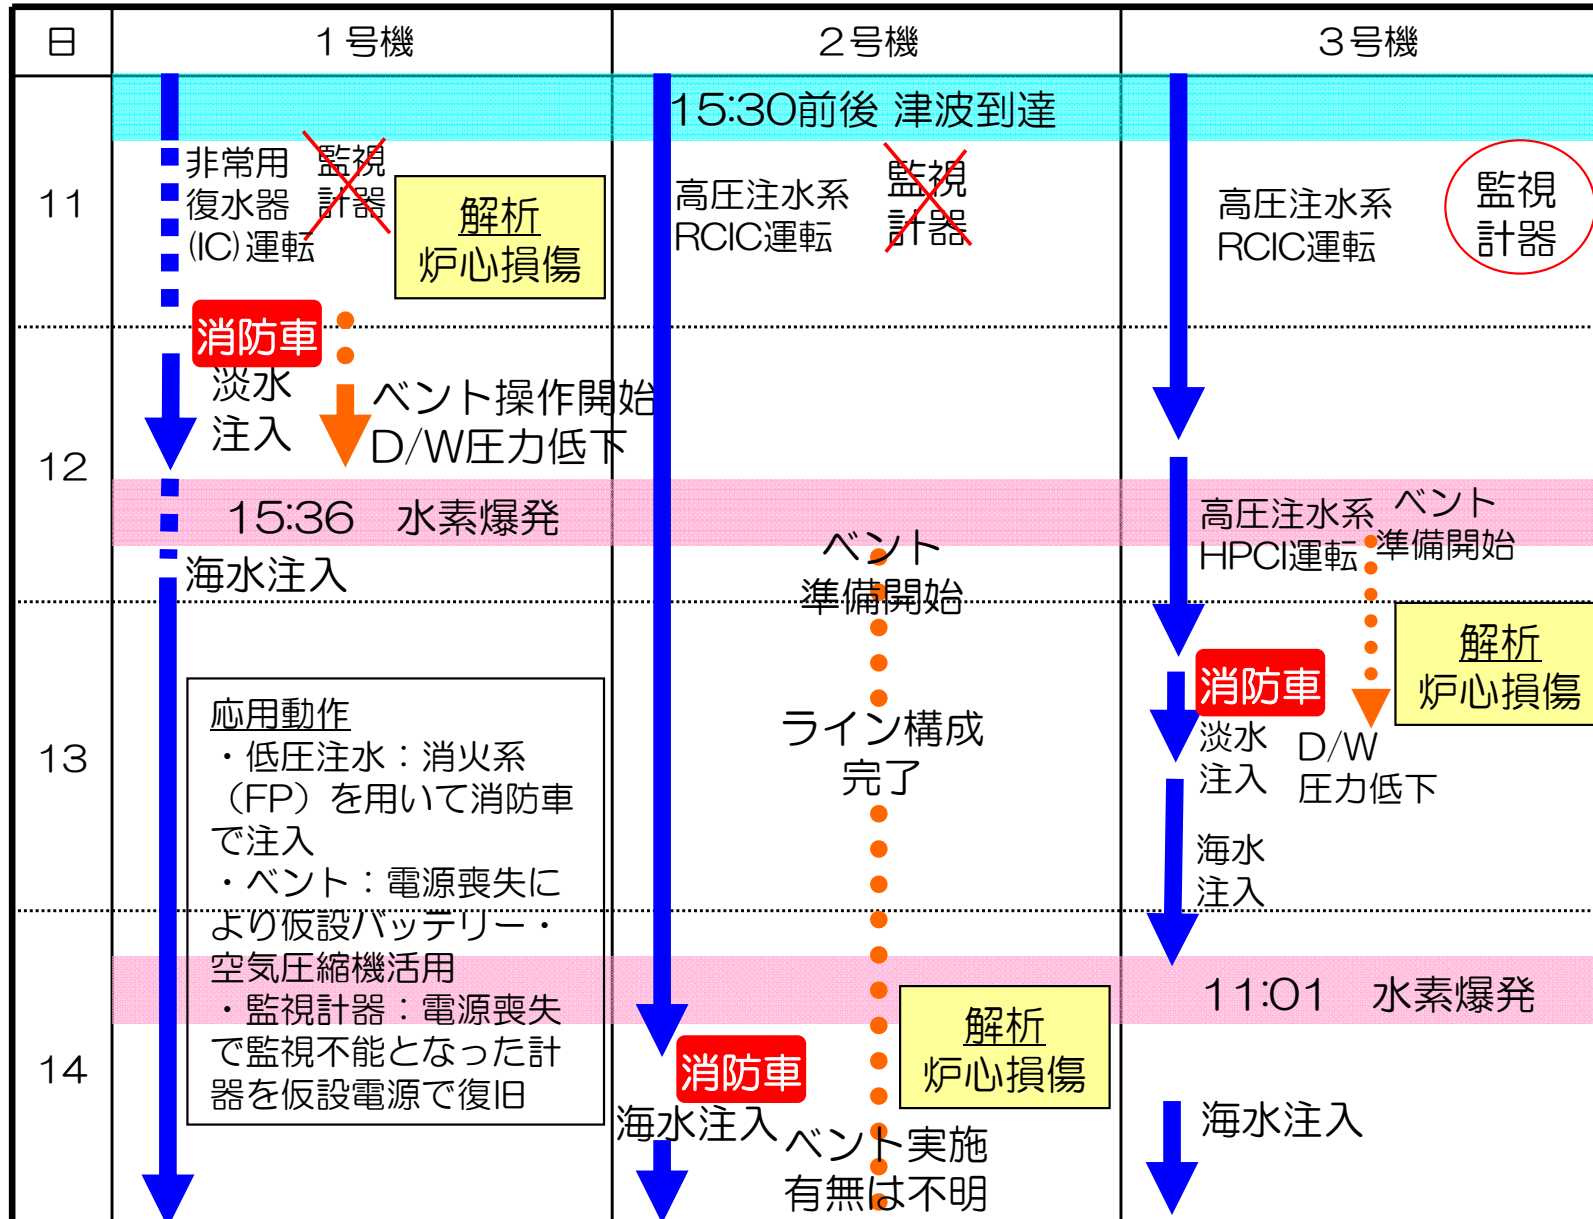 日
1号機
2号機
3号機
15:30前後 津波到達
11
非常用
復水器
(IC)運転
監視
計器
解析
炉心損傷
高圧注水系
RCIC運転
監視
計器
高圧注水系
RCIC運転
監視
計器
12
消防車
淡水
注入
ベント操作開始
D/W圧力低下
15:36 水素爆発
海水注入
ベント
準備開始
高圧注水系
HPCI運転
ベント
準備開始
13
応用動作
・低圧注水：消火系
（FP）を用いて消防車
で注入
・ベント：電源喪失に
より仮設バッテリー・
空気圧縮機活用
・監視計器：電源喪失
で監視不能となった計
器を仮設電源で復旧
ライン構成
完了
消防車
淡水
注入
D/W
圧力低下
解析
炉心損傷
海水
注入
14
11:01 水素爆発
消防車
海水注入
解析
炉心損傷
ベント実施
有無は不明
海水注入